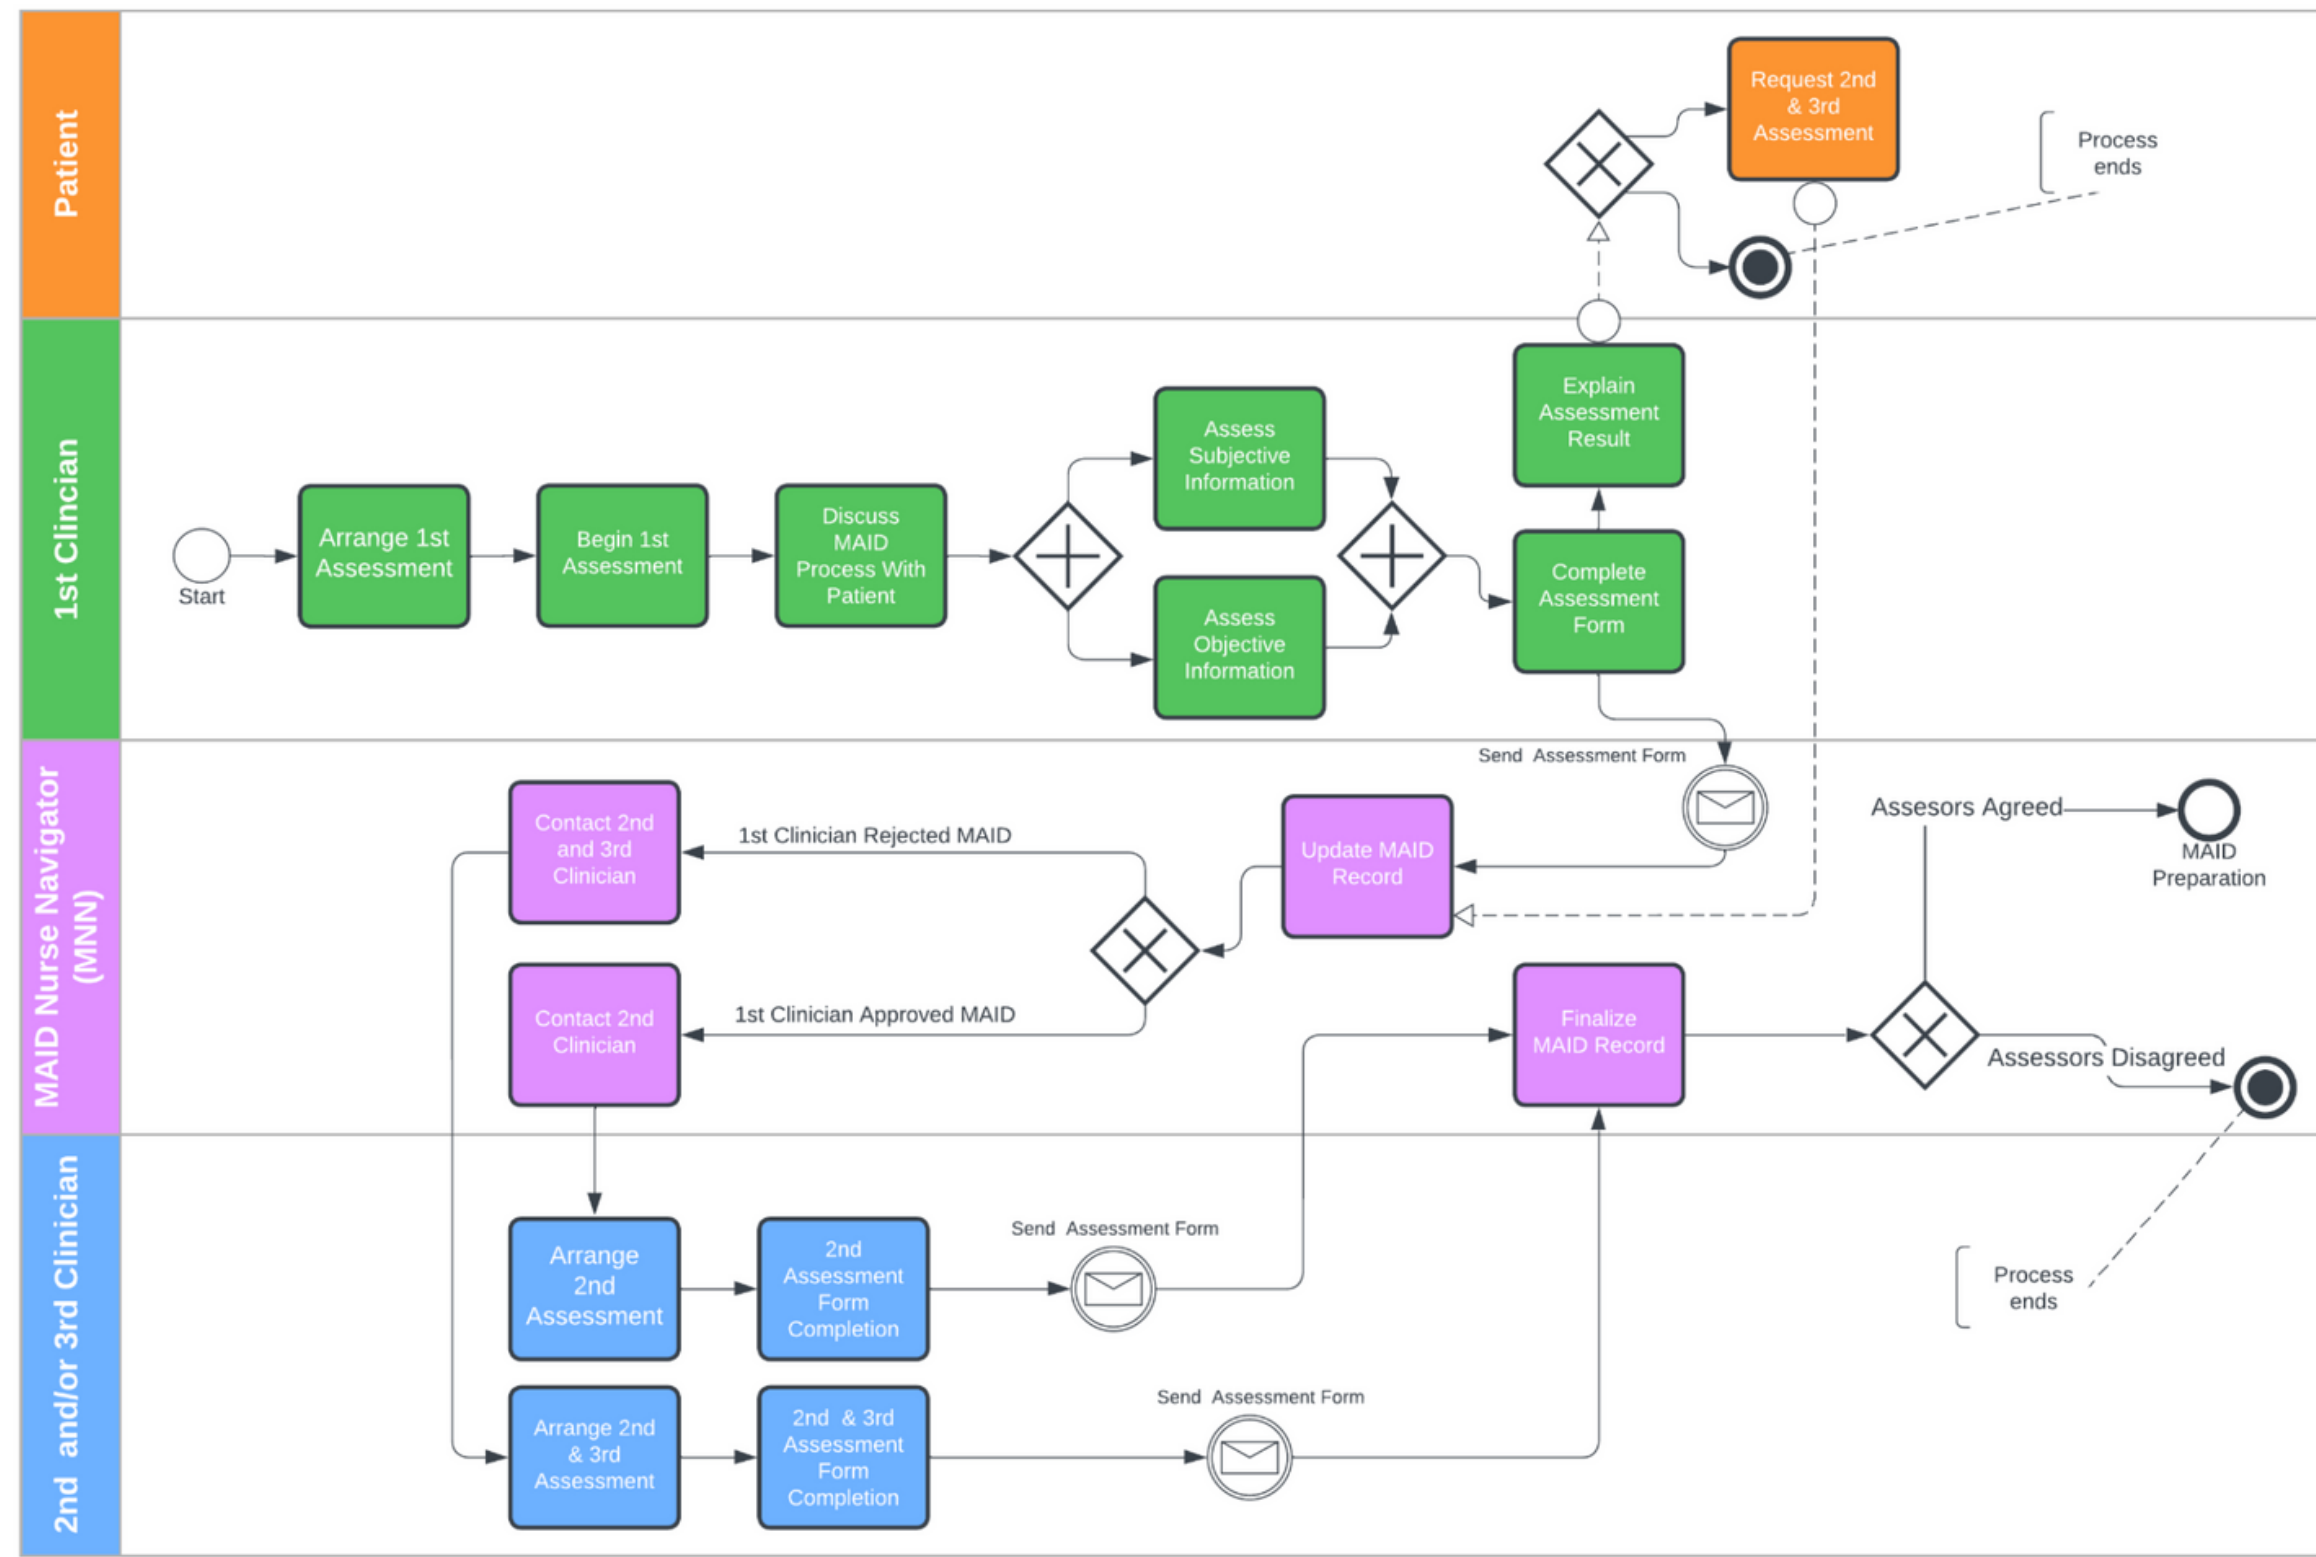 Patient
Request 2nd
& 3rd
Assessment
Process
ends
1st Clincian
Start
Arrange 1st
Assessment
Begin 1st
Assessment
Discuss
MAID
Process With
Patient
Assess
Subjective
Information
Assess
Objective
Information
Explain
Assessment
Result
Complete
Assessment
Form
MAID Nurse Navigator
(MNN)
Send Assessment Form
Contact 2nd
and 3rd
Clinician
1st Clinician Rejected MAID
Update MAID
Record
Assesors Agreed
MAID
Preparation
Contact 2nd
Clinician
1st Clinician Approved MAID
Finalize
MAID Record
Assessors Disagreed
2nd and/or 3rd Clinician
Arrange
2nd
Assessment
2nd
Assessment
Form
Completion
Send Assessment Form
Process
ends
Arrange 2nd
& 3rd
Assessment
2nd & 3rd
Assessment
Form
Completion
Send Assessment Form